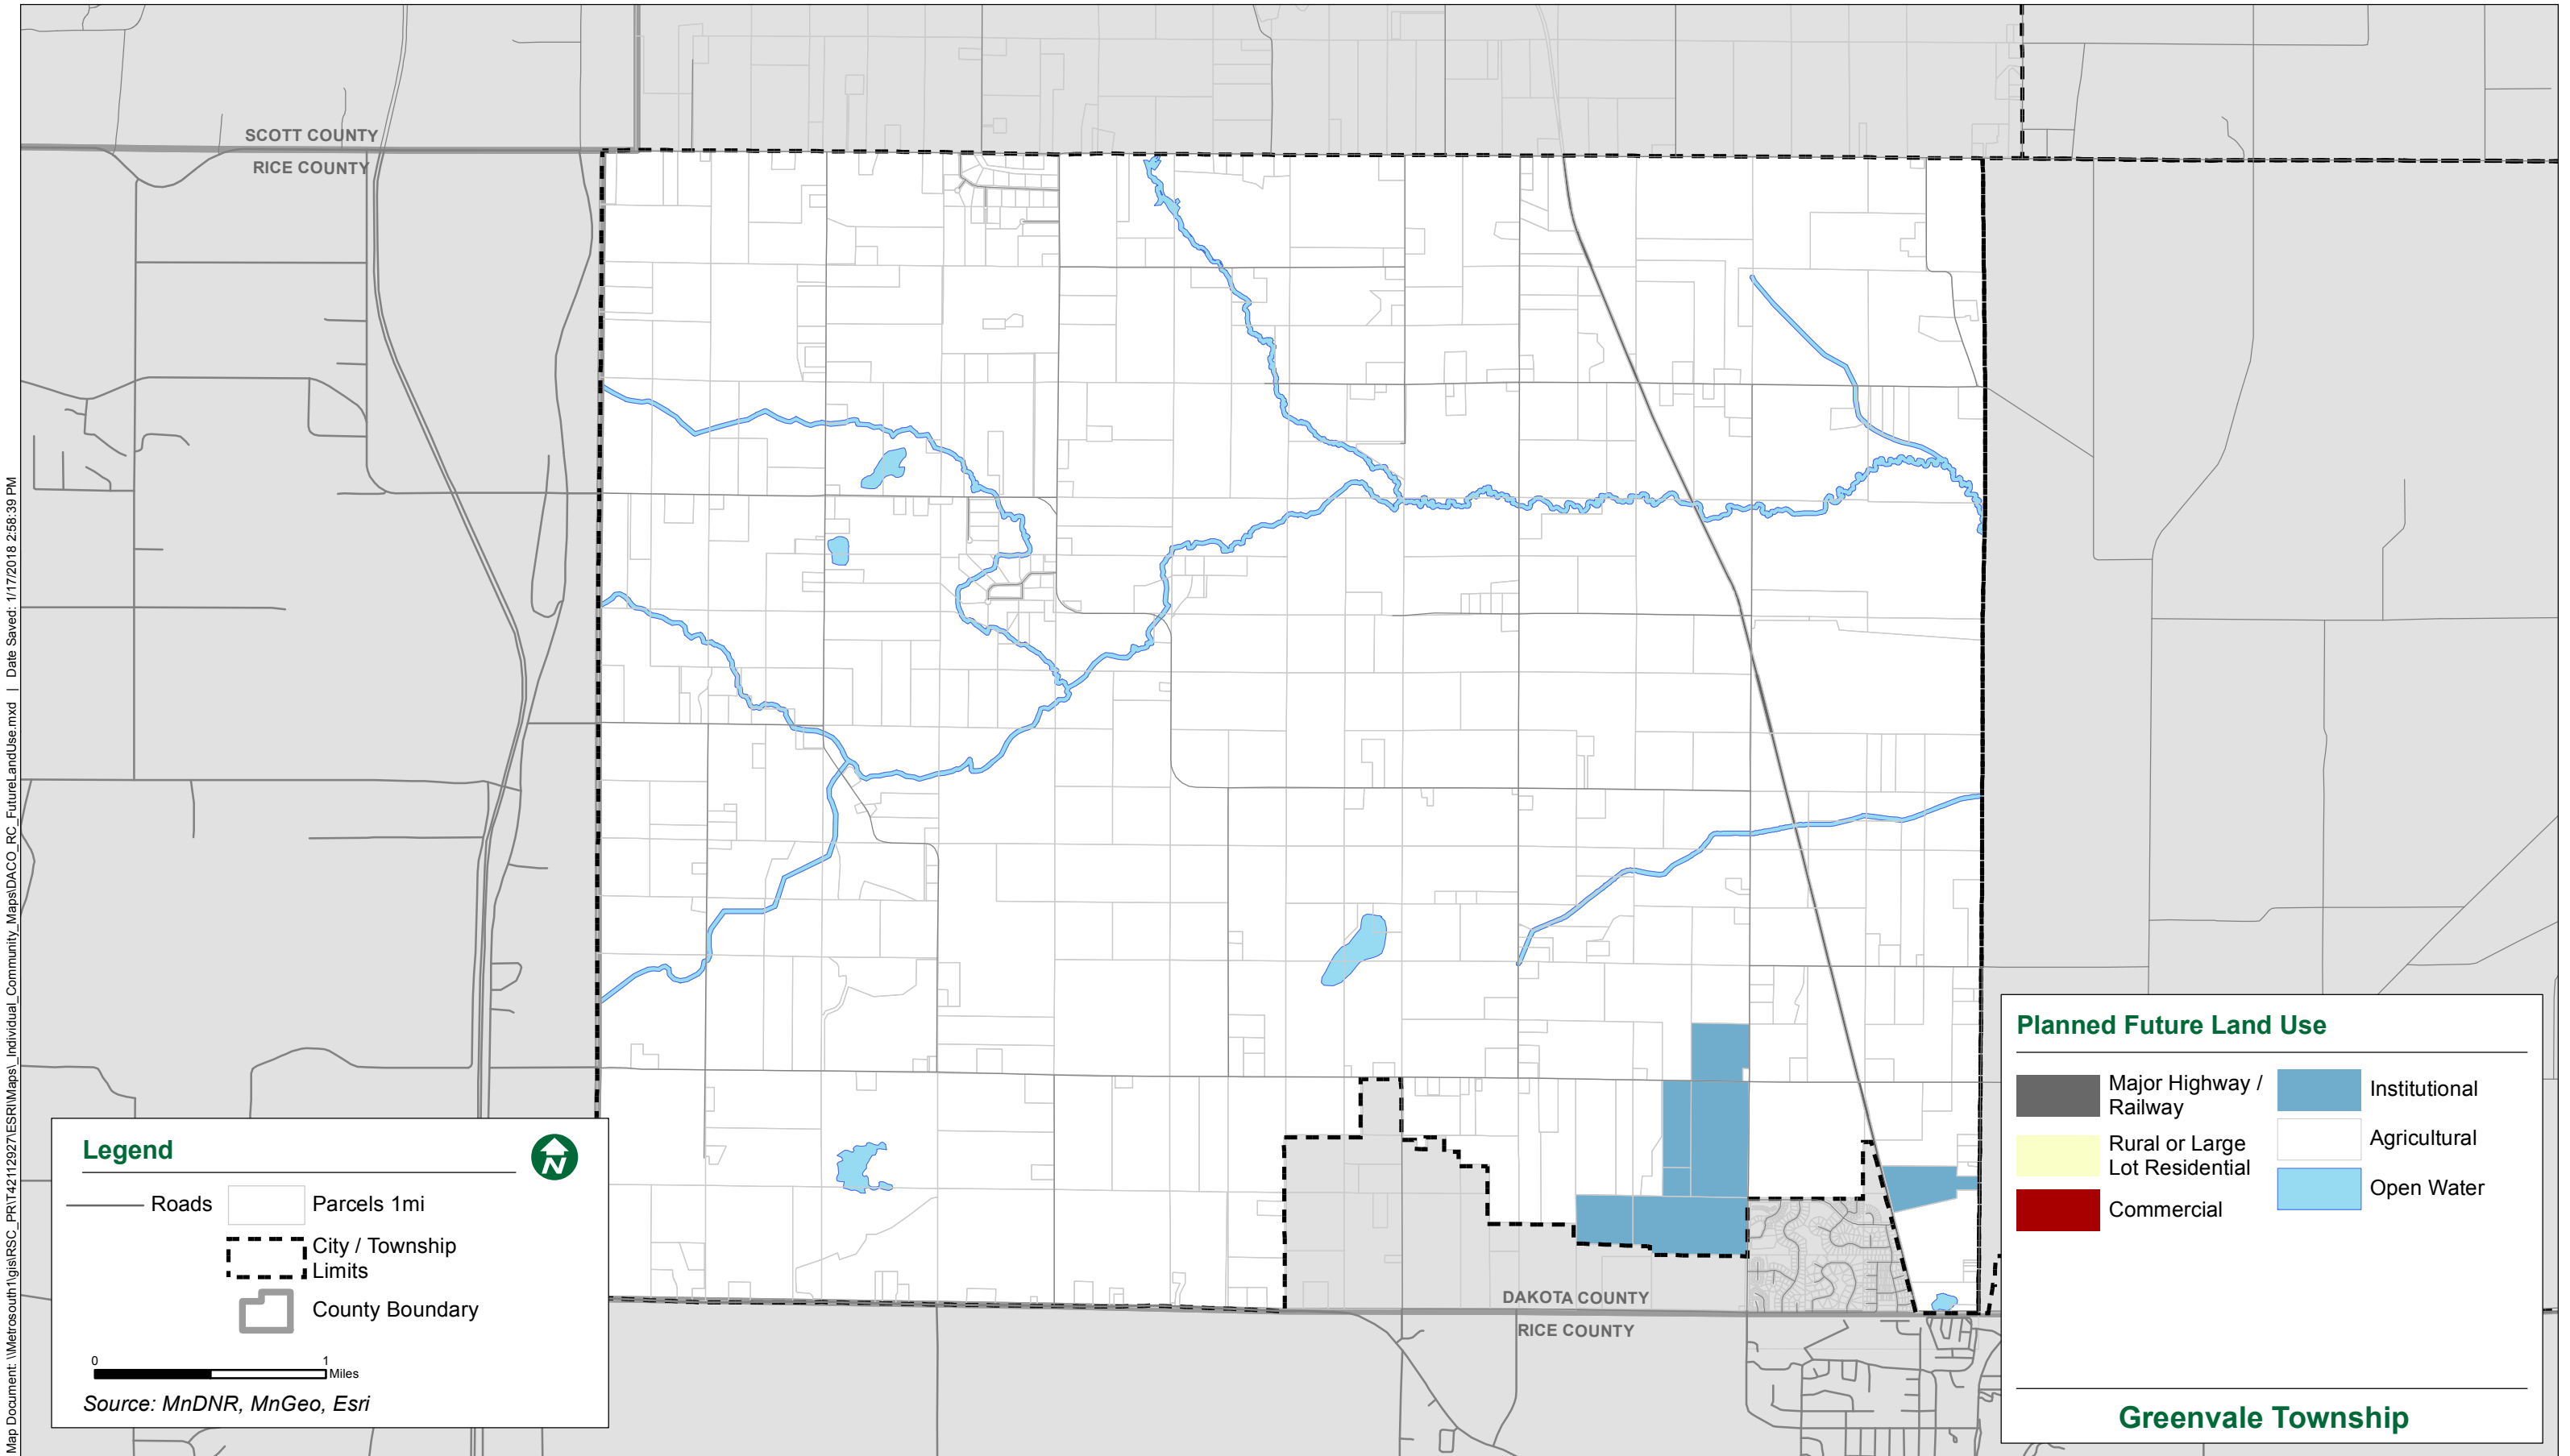 SCOTT COUNTY
RICE COUNTY
DAKOTA COUNTY
RICE COUNTY
Map Document: \\Metrosouth1\gis\RSC_PR\T42112927\ESRI\Maps\_Individual_Community_Maps\DACO_RC_FutureLandUse.mxd | Date Saved: 1/17/2018 2:58:39 PM
Legend
N
Roads
Parcels 1mi
City / Township
Limits
County Boundary
0 1
Miles
Source: MnDNR, MnGeo, Esri
Planned Future Land Use
Major Highway /
Railway
Rural or Large
Lot Residential
Commercial
Institutional
Agricultural
Open Water
Greenvale Township